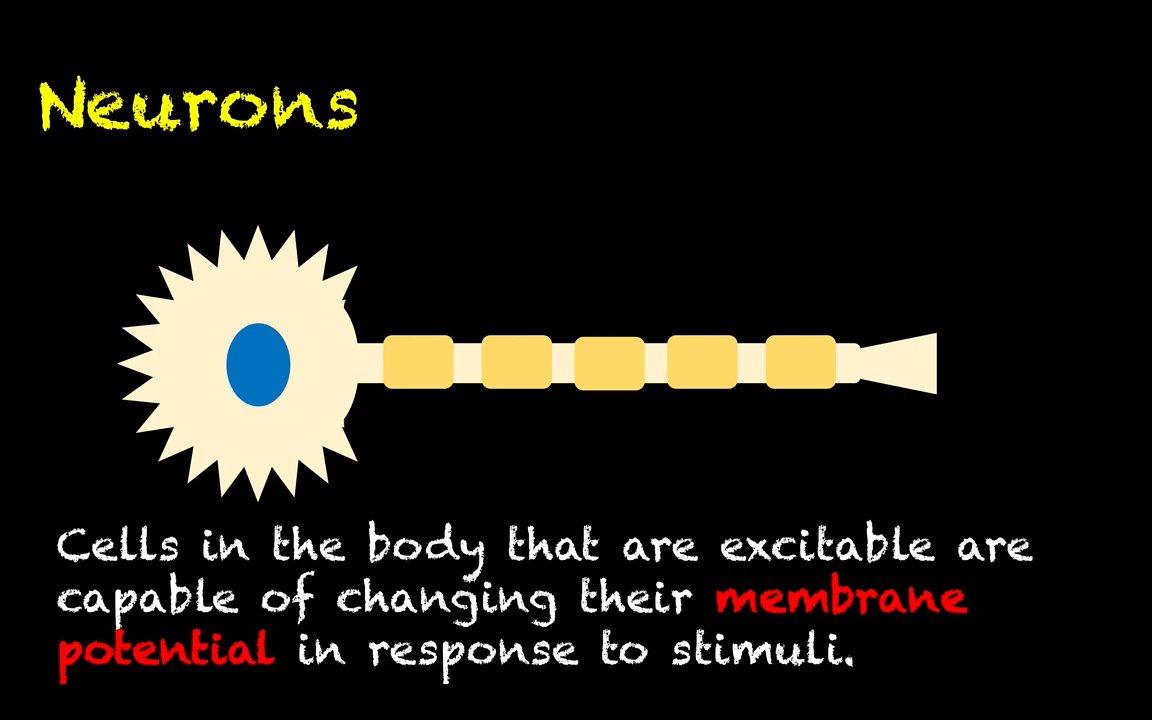 Neurons
Cells in the body that are excitable are
capable of changing their membrane
potential in response to stimuli.